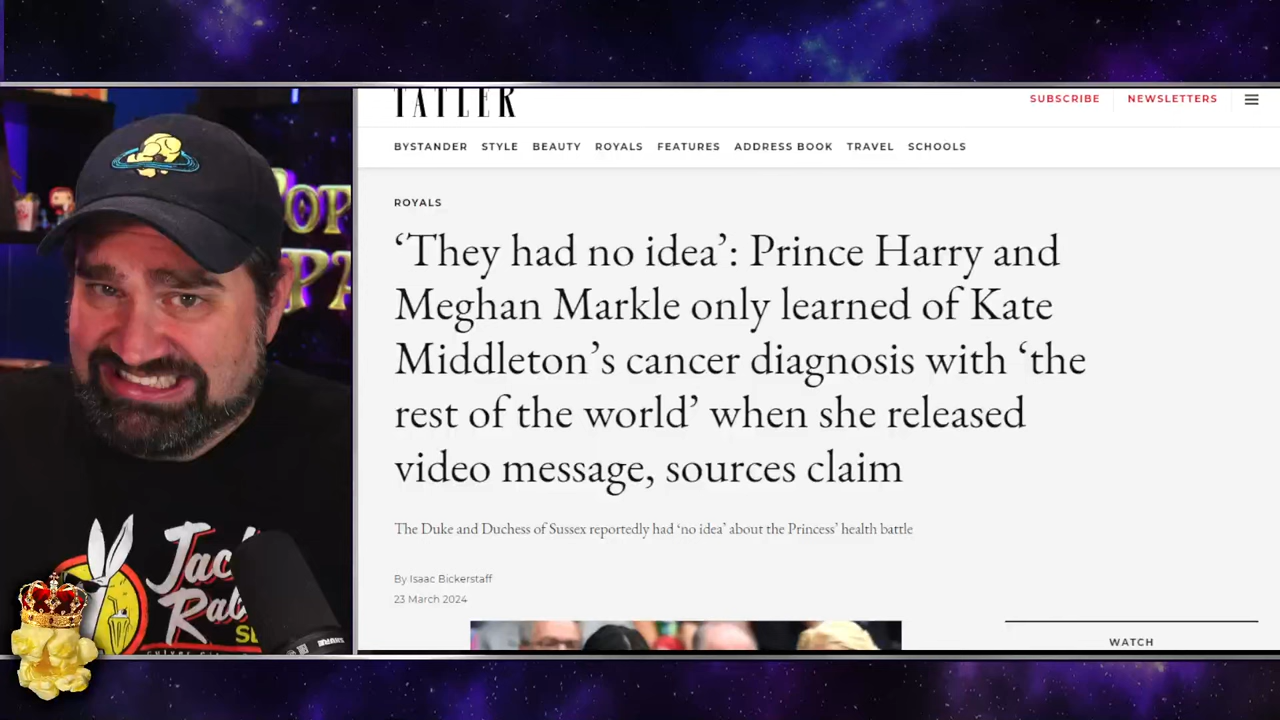 TATLER
SUBSCRIBE
NEWSLETTERS
BYSTANDER
STYLE
BEAUTY
ROYALS
FEATURES
ADDRESS BOOK
TRAVEL
SCHOOLS
ROYALS
‘They had no idea’: Prince Harry and
Meghan Markle only learned of Kate
Middleton’s cancer diagnosis with ‘the
rest of the world’ when she released
video message, sources claim
The Duke and Duchess of Sussex reportedly had ‘no idea’ about the Princess’ health battle
By Isaac Bickerstaff
23 March 2024
WATCH